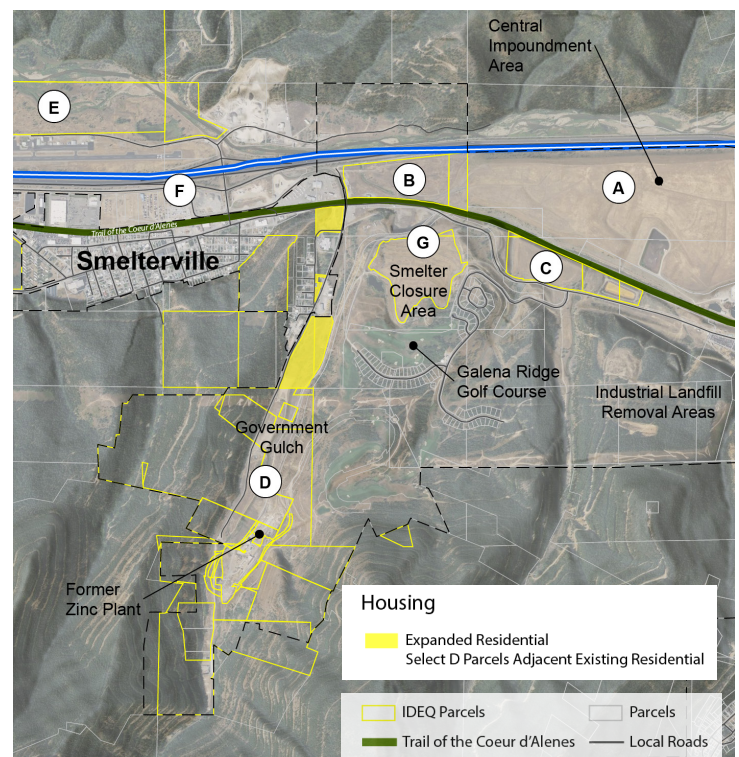 Central
Impoundment
Area
E
F
B
A
Trail of the Coeur d'Alenes
Smelterville
G
C
Smelter
Closure
Area
Galena Ridge
Golf Course
Industrial Landfill
Removal Areas
Government
Gulch
D
Former
Zinc Plant
Housing
Expanded Residential
Select D Parcels Adjacent Existing Residential
IDEQ Parcels
Parcels
Trail of the Coeur d'Alenes
Local Roads